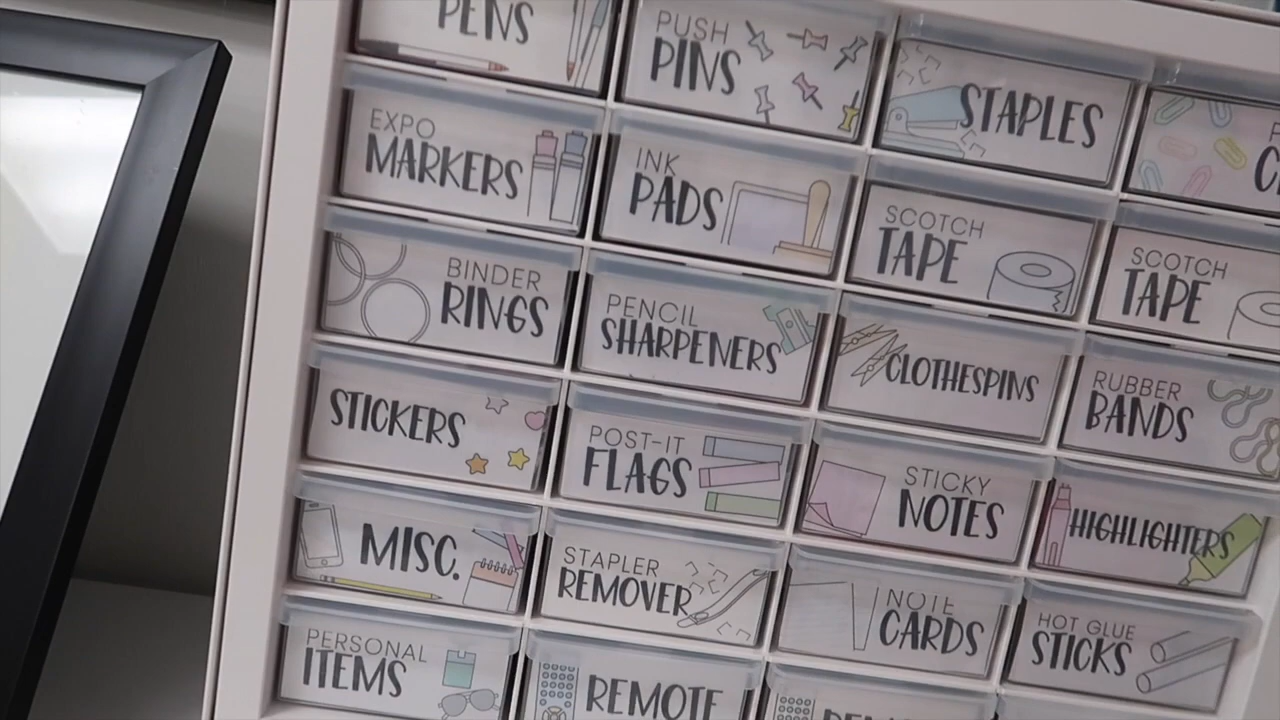 PENS
PUSH
PINS
STAPLES
EXPO
MARKERS
INK
PADS
SCOTCH
TAPE
SCOTCH
TAPE
BINDER
RINGS
PENCIL
SHARPENERS
CLOTHESPINS
RUBBER
BANDS
STICKERS
POST-IT
FLAGS
STICKY
NOTES
HIGHLIGHTERS
MISC.
STAPLER
REMOVER
NOTE
CARDS
HOT GLUE
STICKS
PERSONAL
ITEMS
REMOTE